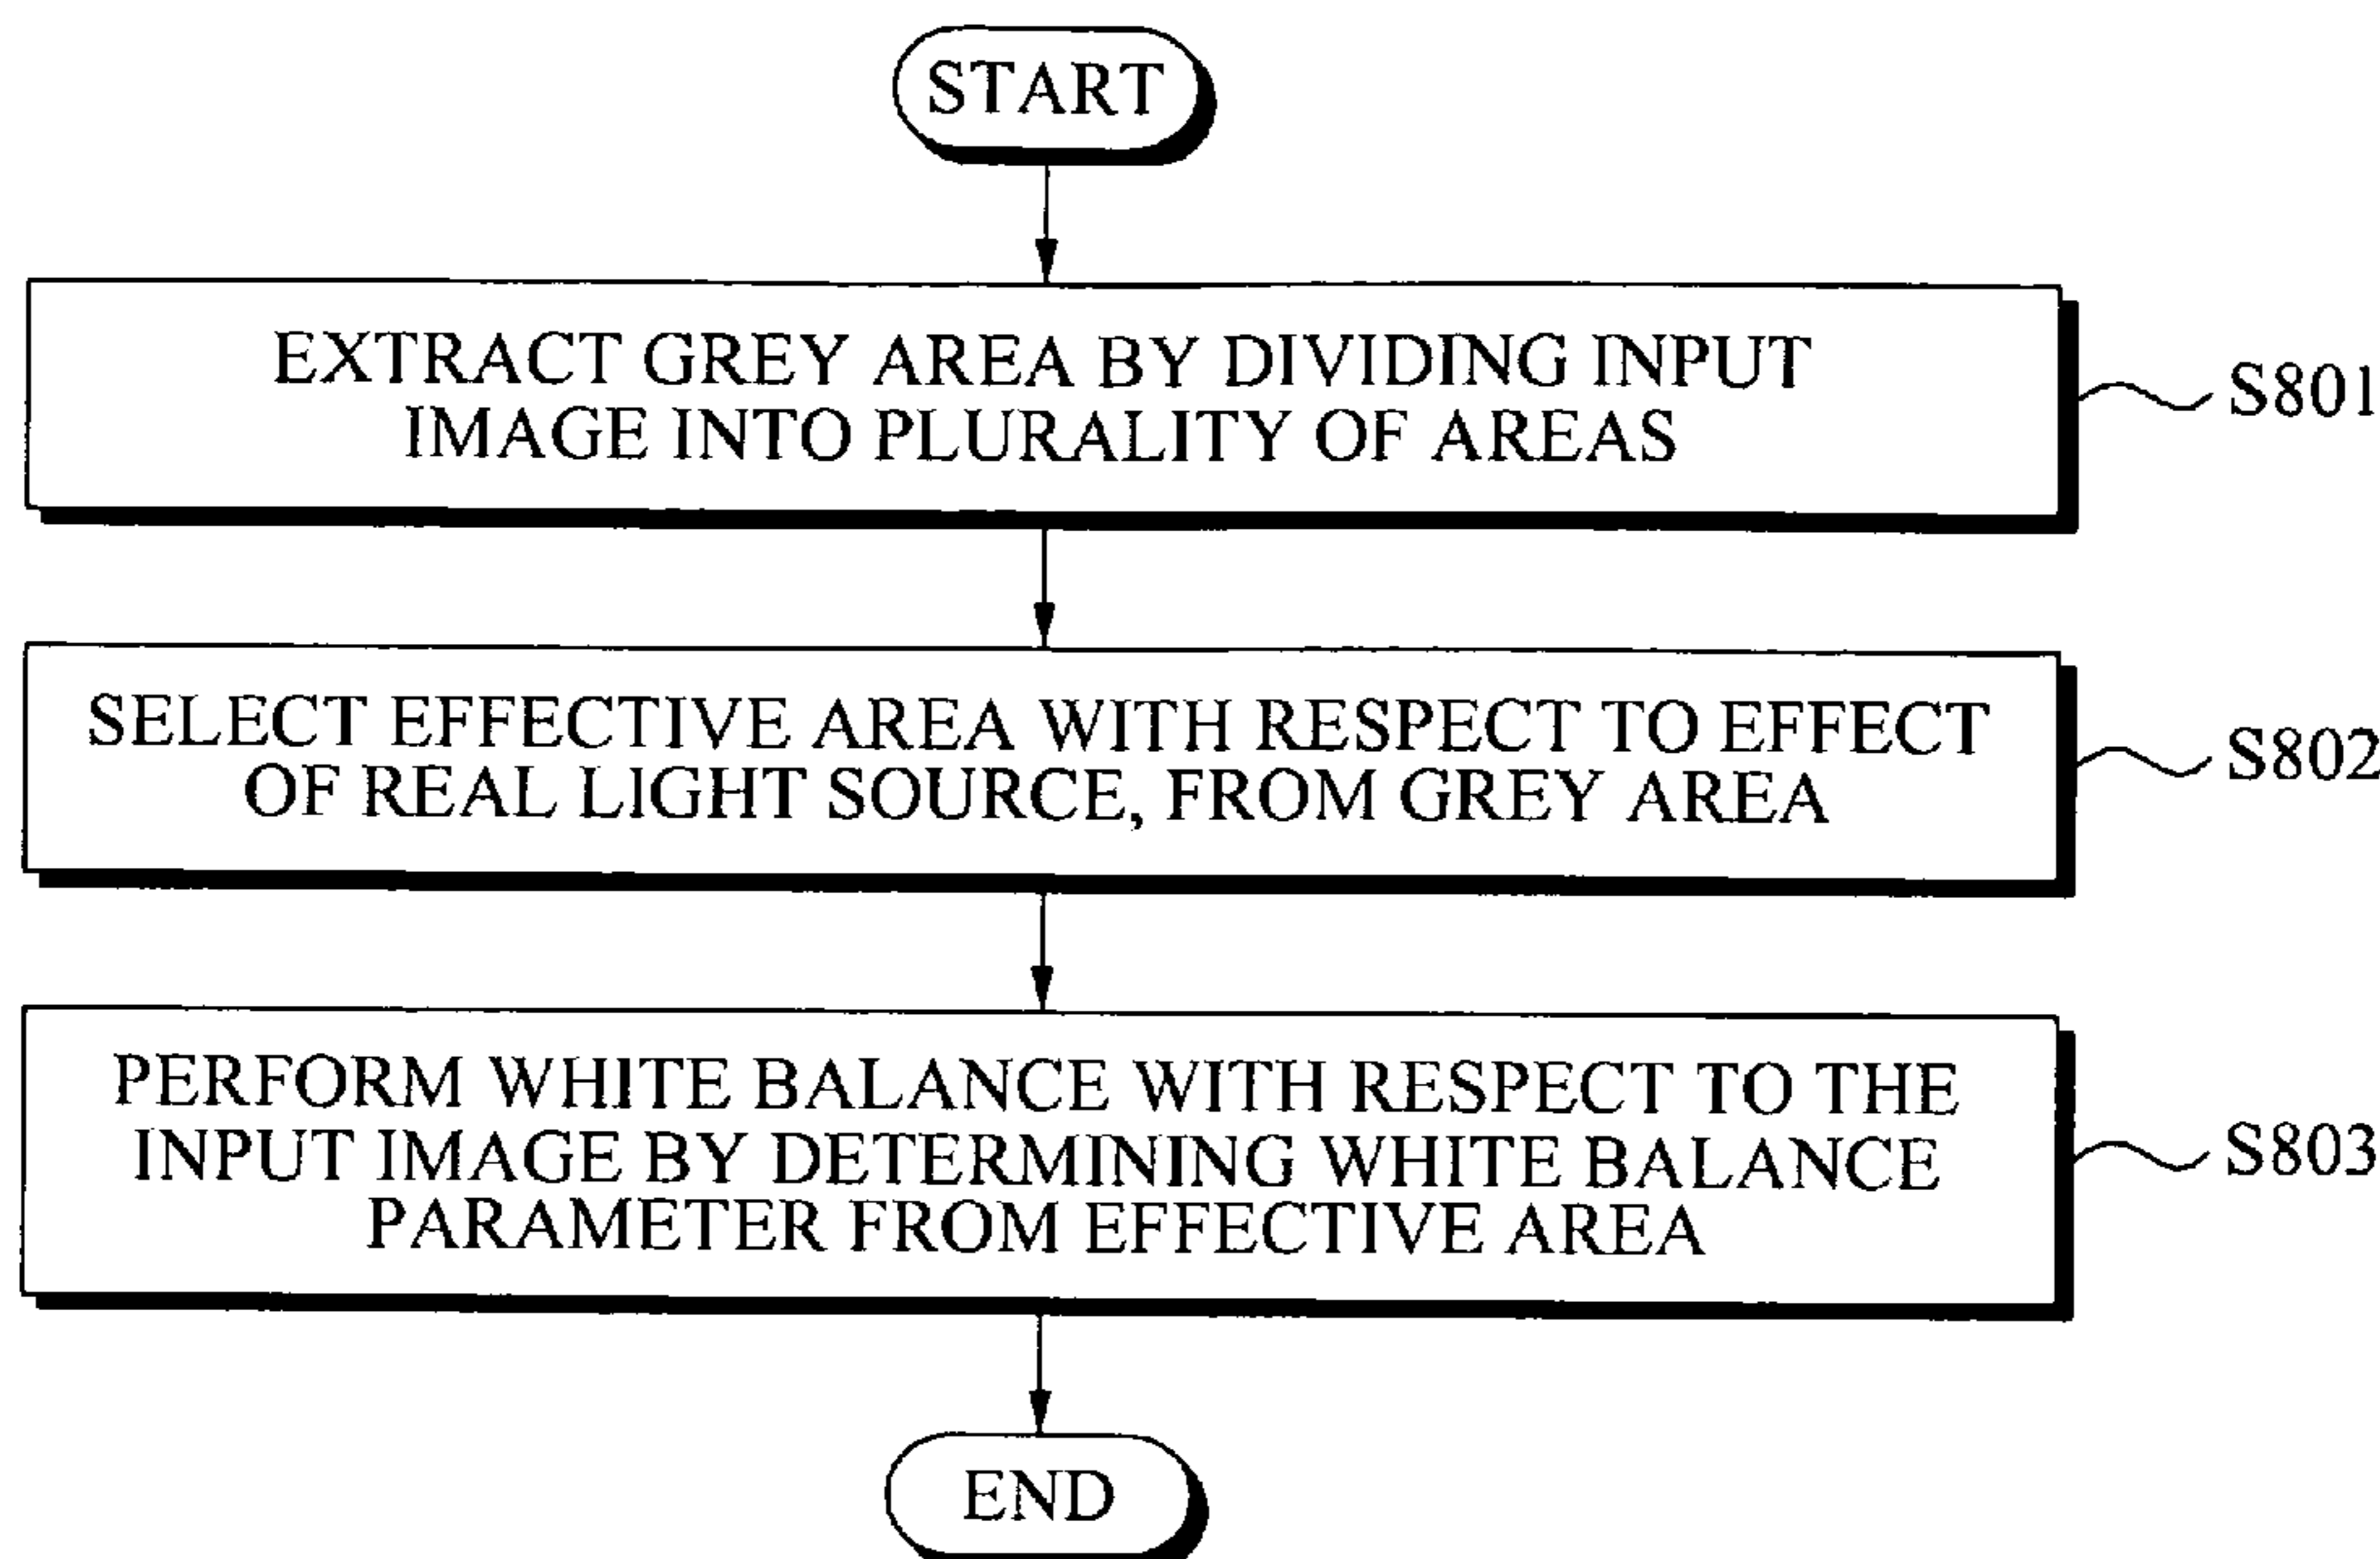 START
EXTRACT GREY AREA BY DIVIDING INPUT
IMAGE INTO PLURALITY OF AREAS
S801
SELECT EFFECTIVE AREA WITH RESPECT TO EFFECT
OF REAL LIGHT SOURCE, FROM GREY AREA
S802
PERFORM WHITE BALANCE WITH RESPECT TO THE
INPUT IMAGE BY DETERMINING WHITE BALANCE
PARAMETER FROM EFFECTIVE AREA
S803
END